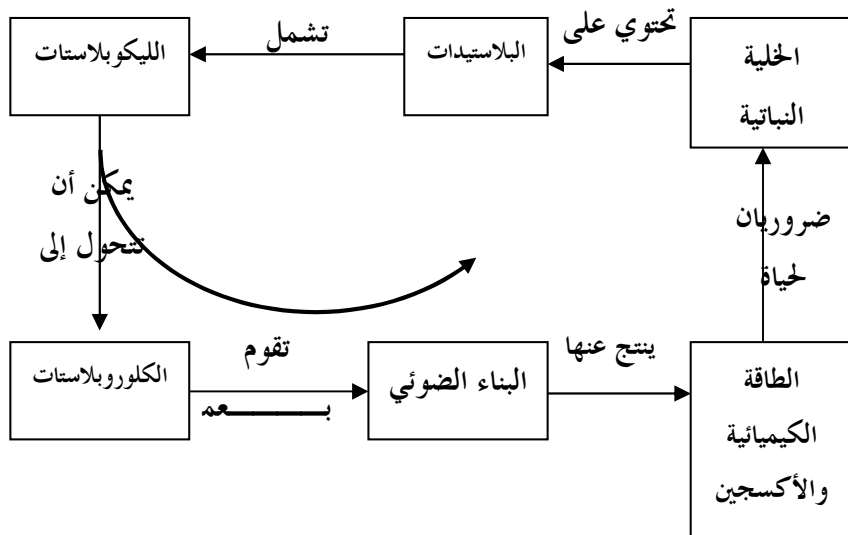 الخلية
النباتية
تحتوي على
البلاستيدات
تشمل
الليكوبلاستات
يمكن أن
تتحول إلى
الكلوروبلاستات
تقوم
بـــــــعمـ
البناء الضوئي
ينتج عنها
الطاقة
الكيميائية
والأكسجين
ضروريان
لحياة